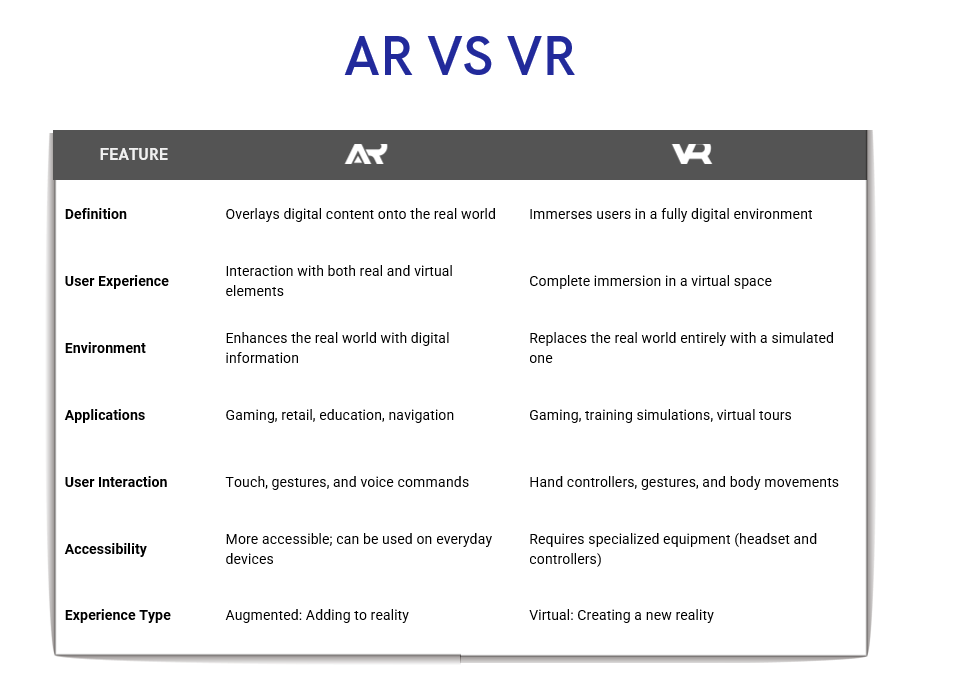 AR VS VR
FEATURE AR VR
Definition Overlays digital content onto the real world Immerses users in a fully digital environment
User Experience Interaction with both real and virtual elements Complete immersion in a virtual space
Environment Enhances the real world with digital information Replaces the real world entirely with a simulated one
Applications Gaming, retail, education, navigation Gaming, training simulations, virtual tours
User Interaction Touch, gestures, and voice commands Hand controllers, gestures, and body movements
Accessibility More accessible; can be used on everyday devices Requires specialized equipment (headset and controllers)
Experience Type Augmented: Adding to reality Virtual: Creating a new reality